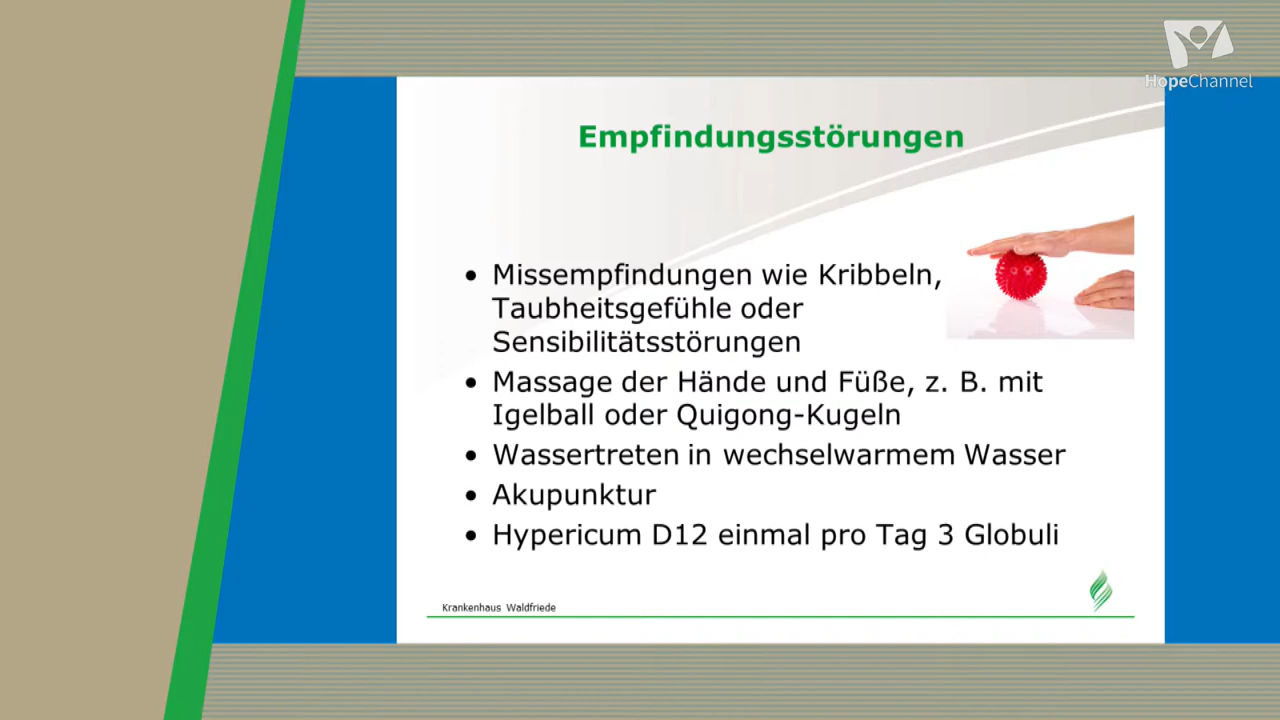 HopeChannel
Empfindungsstörungen
• Missempfindungen wie Kribbeln,
Taubheitsgefühle oder
Sensibilitätsstörungen
• Massage der Hände und Füße, z. B. mit
Igelball oder Quigong-Kugeln
• Wassertreten in wechselwarmem Wasser
• Akupunktur
• Hypericum D12 einmal pro Tag 3 Globuli
Krankenhaus Waldfriede